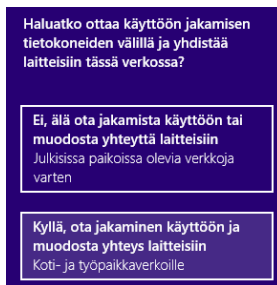 Haluatko ottaa käyttöön jakamisen
tietokoneiden välillä ja yhdistää
laitteisiin tässä verkossa?
Ei, älä ota jakamista käyttöön tai
muodosta yhteyttä laitteisiin
Julkisissa paikoissa olevia verkkoja
varten
Kyllä, ota jakaminen käyttöön ja
muodosta yhteys laitteisiin
Koti- ja työpaikkaverkoille